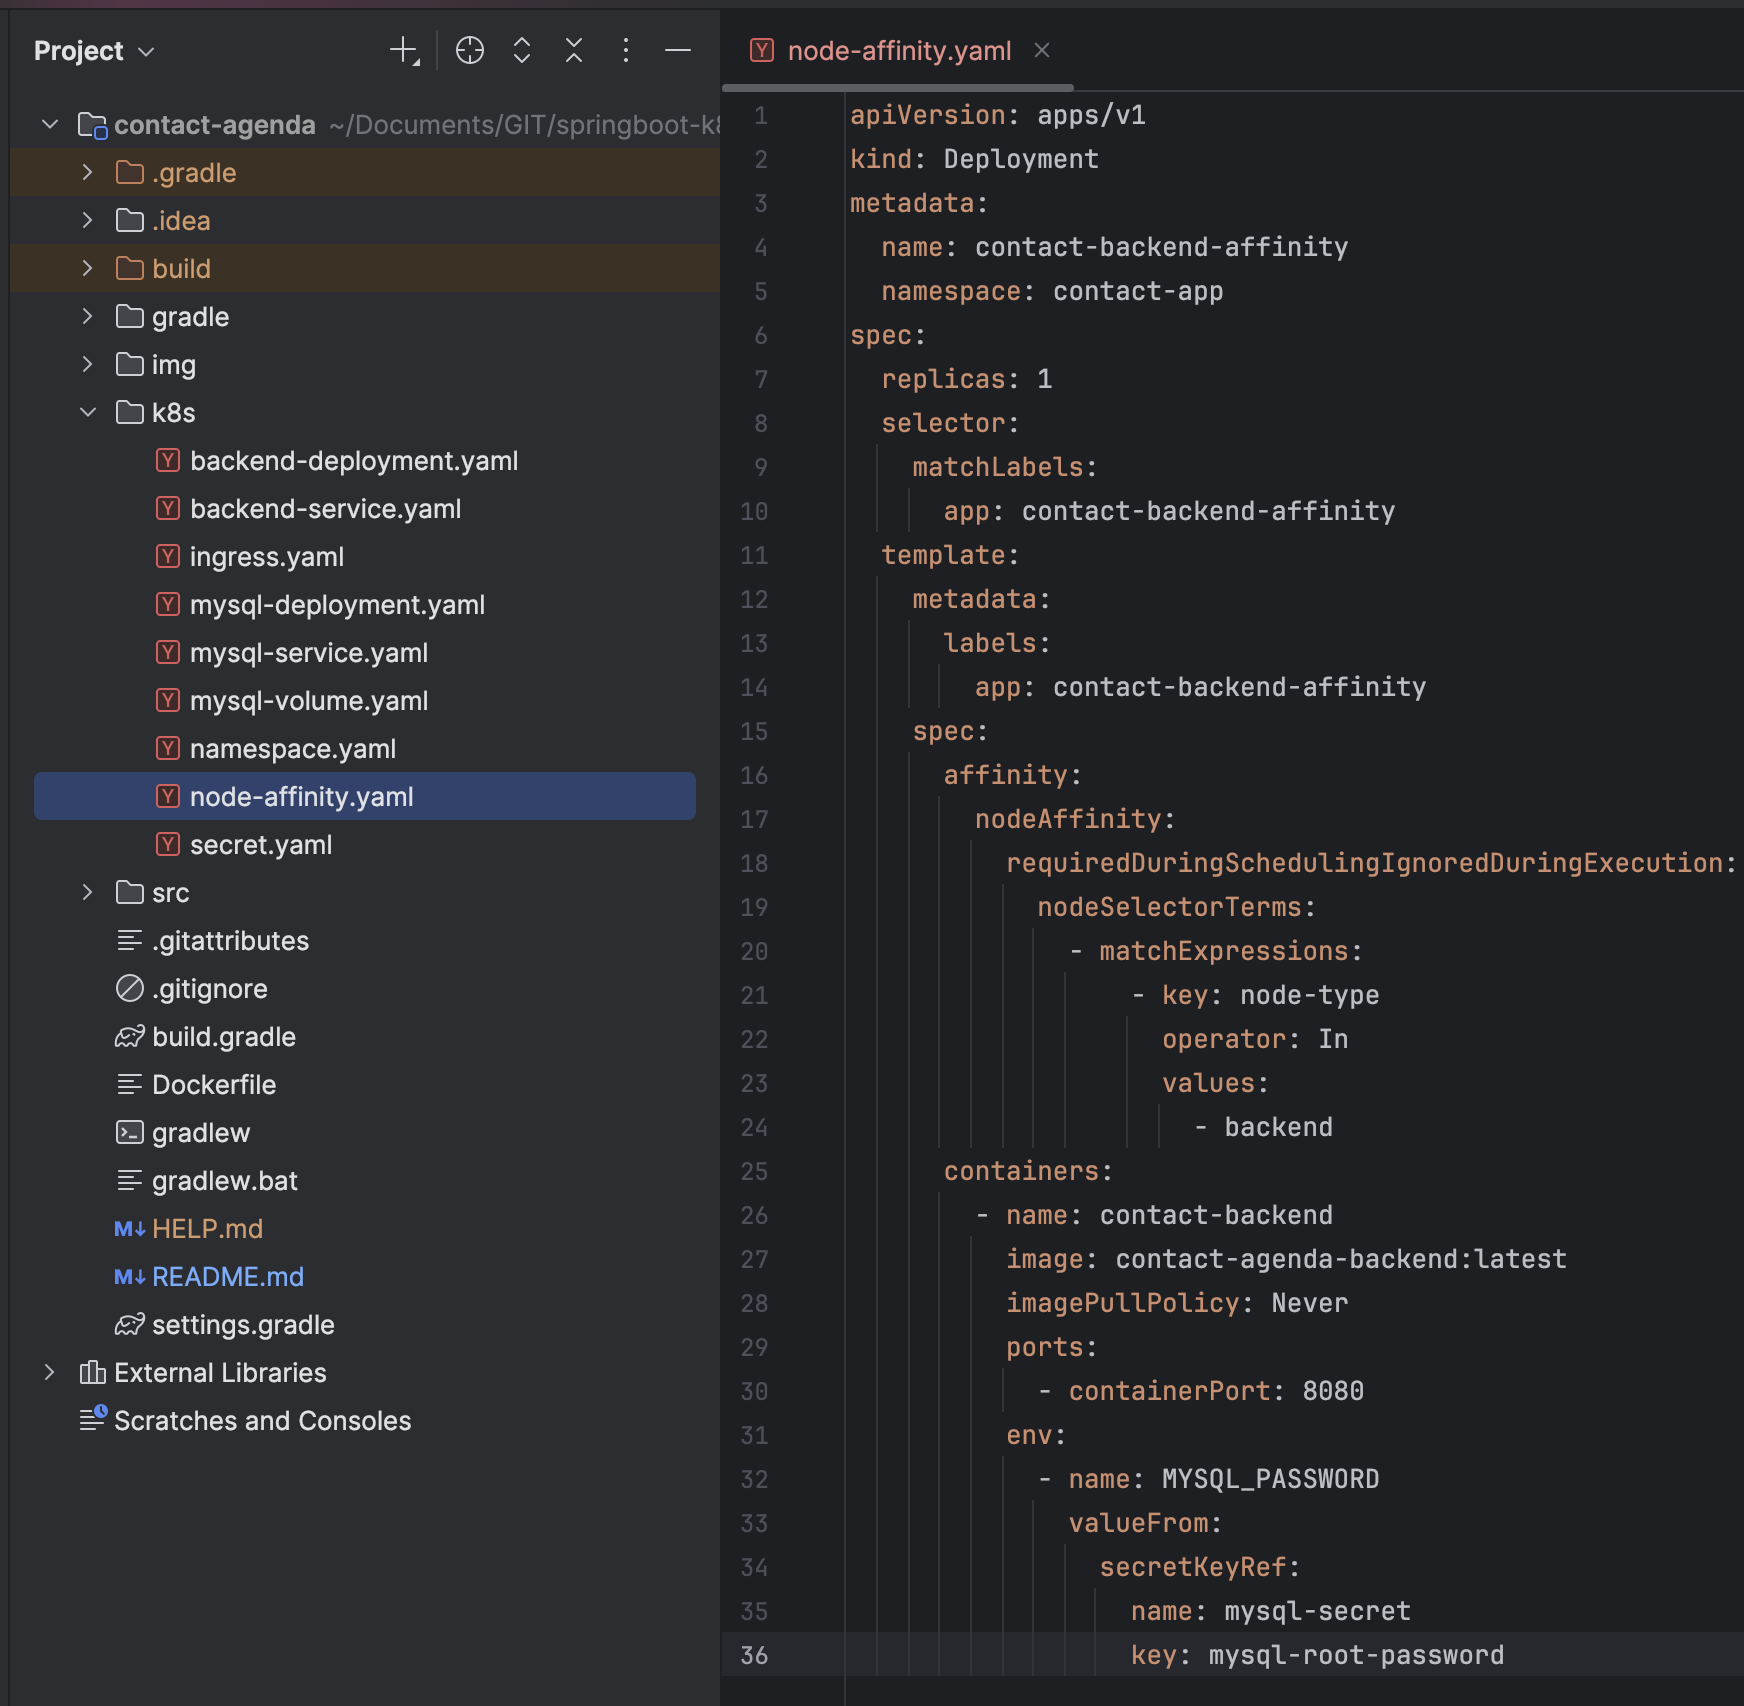 Project
contact-agenda ~/Documents/GIT/springboot-k8
.gradle
.idea
build
gradle
img
k8s
backend-deployment.yaml
backend-service.yaml
ingress.yaml
mysql-deployment.yaml
mysql-service.yaml
mysql-volume.yaml
namespace.yaml
node-affinity.yaml
secret.yaml
src
.gitattributes
.gitignore
build.gradle
Dockerfile
gradlew
gradlew.bat
M↓ HELP.md
M↓ README.md
settings.gradle
External Libraries
Scratches and Consoles
node-affinity.yaml
1 apiVersion: apps/v1
2 kind: Deployment
3 metadata:
4   name: contact-backend-affinity
5   namespace: contact-app
6 spec:
7   replicas: 1
8   selector:
9     matchLabels:
10       app: contact-backend-affinity
11   template:
12     metadata:
13       labels:
14         app: contact-backend-affinity
15     spec:
16       affinity:
17         nodeAffinity:
18           requiredDuringSchedulingIgnoredDuringExecution:
19             nodeSelectorTerms:
20               - matchExpressions:
21                   - key: node-type
22                     operator: In
23                     values:
24                       - backend
25       containers:
26         - name: contact-backend
27           image: contact-agenda-backend:latest
28           imagePullPolicy: Never
29           ports:
30             - containerPort: 8080
31           env:
32             - name: MYSQL_PASSWORD
33               valueFrom:
34                 secretKeyRef:
35                   name: mysql-secret
36                   key: mysql-root-password